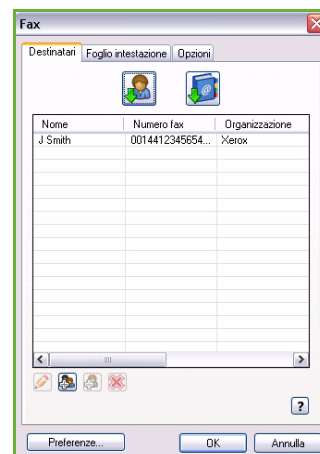 Fax
Destinatari Foglio intestazione Opzioni
Nome Numero fax Organizzazione
J Smith 0014412345654... Xerox
?
Preferenze... OK Annulla